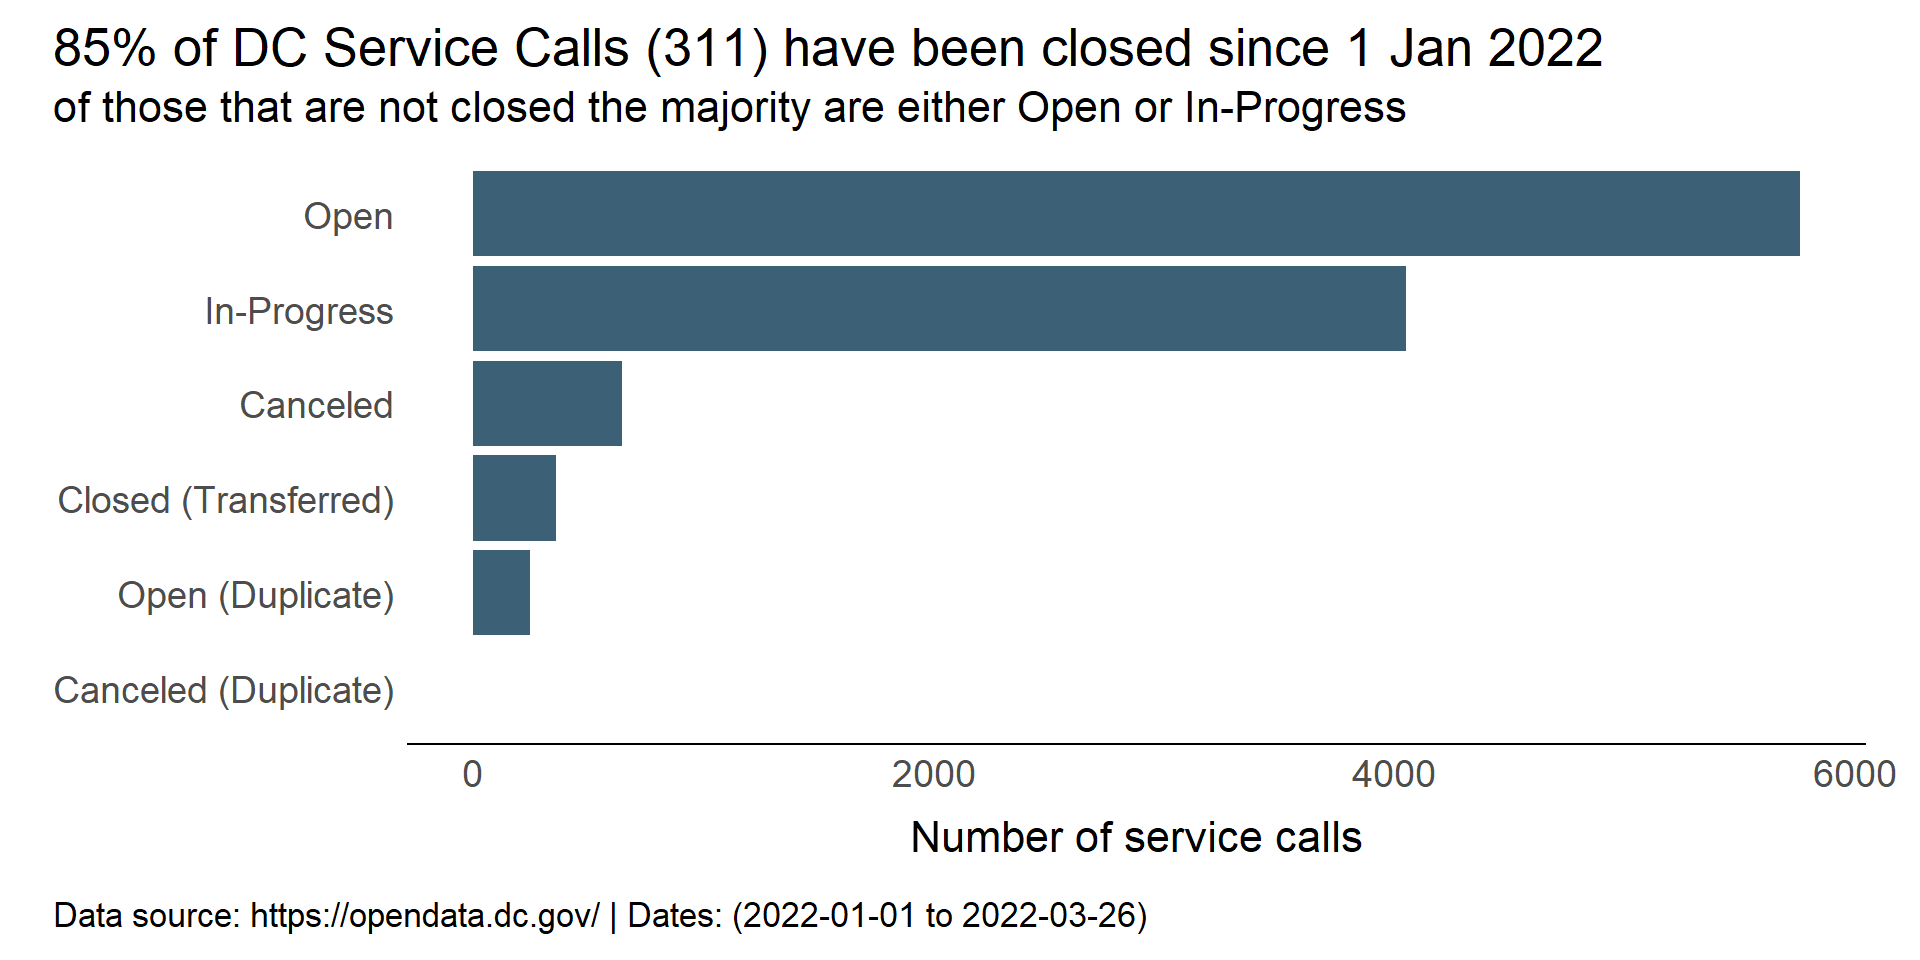 85% of DC Service Calls (311) have been closed since 1 Jan 2022
of those that are not closed the majority are either Open or In-Progress
Open
In-Progress
Canceled
Closed (Transferred)
Open (Duplicate)
Canceled (Duplicate)
0 2000 4000 6000
Number of service calls
Data source: https://opendata.dc.gov/ | Dates: (2022-01-01 to 2022-03-26)